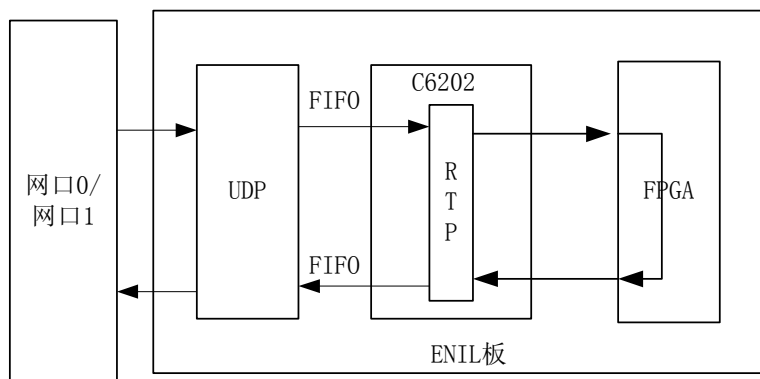 C6202
FIFO
网口0/
网口1
UDP
R
T
P
FPGA
FIFO
ENIL板